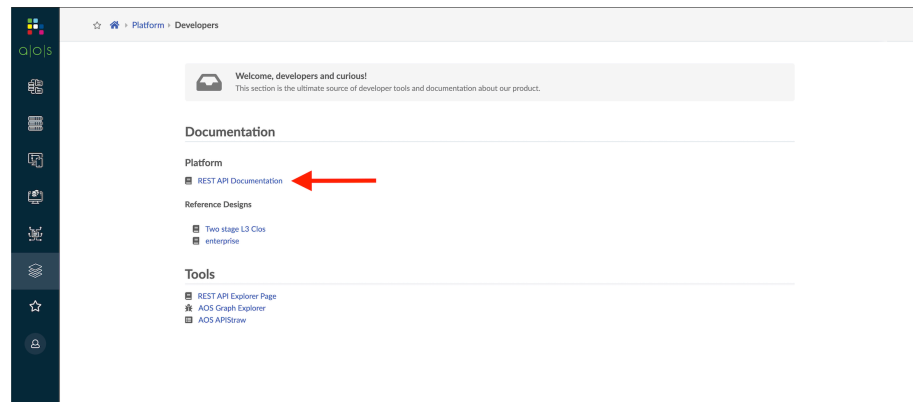 Platform › Developers
a|o|s
Welcome, developers and curious!
This section is the ultimate source of developer tools and documentation about our product.
Documentation
Platform
REST API Documentation
Reference Designs
Two stage L3 Clos
enterprise
Tools
REST API Explorer Page
AOS Graph Explorer
AOS APIStraw